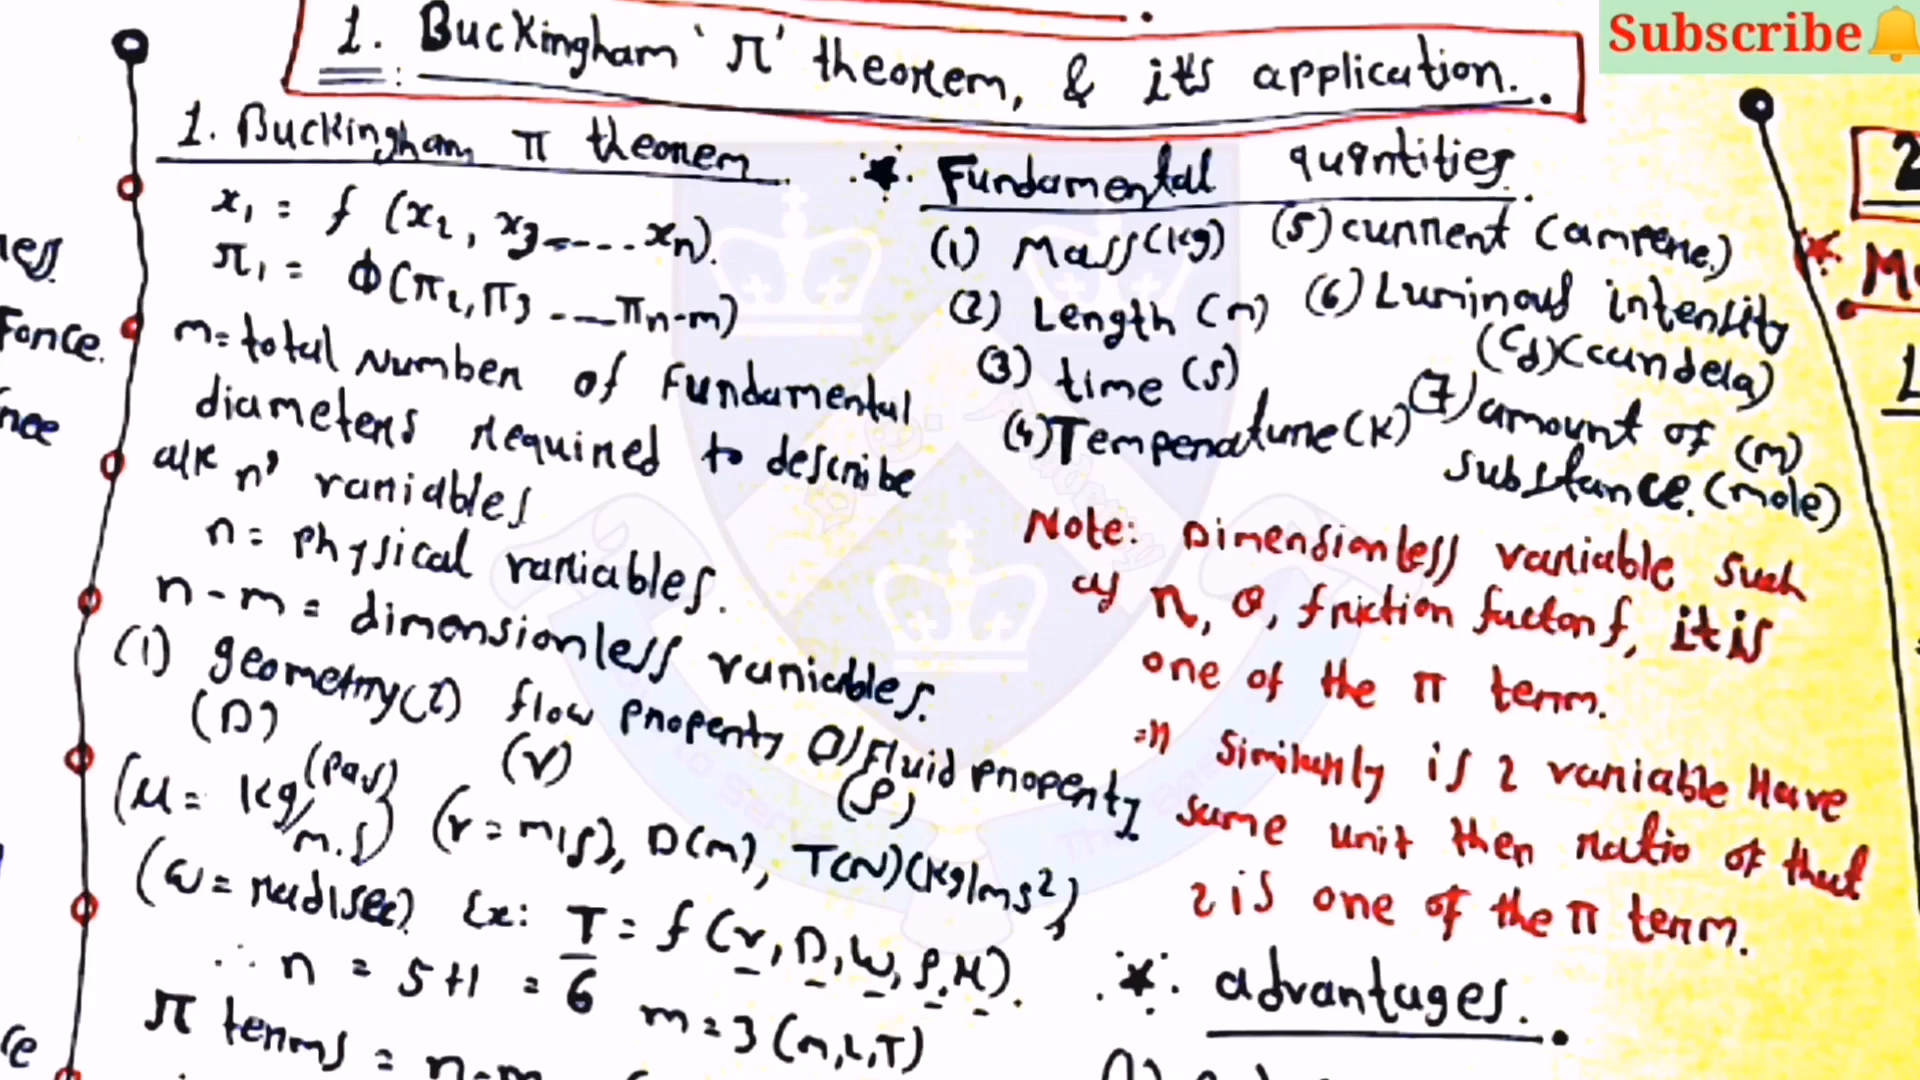 Subscribe
1. Buckingham 'π' theorem, & it's application.
1. Buckingham π theorem
x₁ = f (x₂, x₃----xₙ).
π₁ = Φ(π₂, π₃ ---πn-m)
m= total Number of Fundamental
diameters required to describe
n' variables
n= physical variables.
n-m= dimensionless variables.
(1) geometry (2) flow property (3) Fluid property
(D) (V) (ρ)
(μ= kg/m.s) (Pa.s) (v=m/s), D(m), T(N)(kg/ms²)
(ω= rad/sec) Ex: T= f(v, D, ω, ρ, μ).
∴ n = 5+1 = 6 m=3 (m,L,T)
π terms = n-m
Fundamental quantities.
(1) Mass(kg) (5) current (ampere)
(2) Length (m) (6) Luminous intensity
(Cd)(candela)
(3) time (s)
(4) Temperature (K) (7) amount of (m)
substance. (mole)
Note: Dimensionless variable such
as η, θ, friction factor f, it is
one of the π term.
Similarly is 2 variable Have
same unit then ratio of that
2 is one of the π term.
advantages.
Force.
2